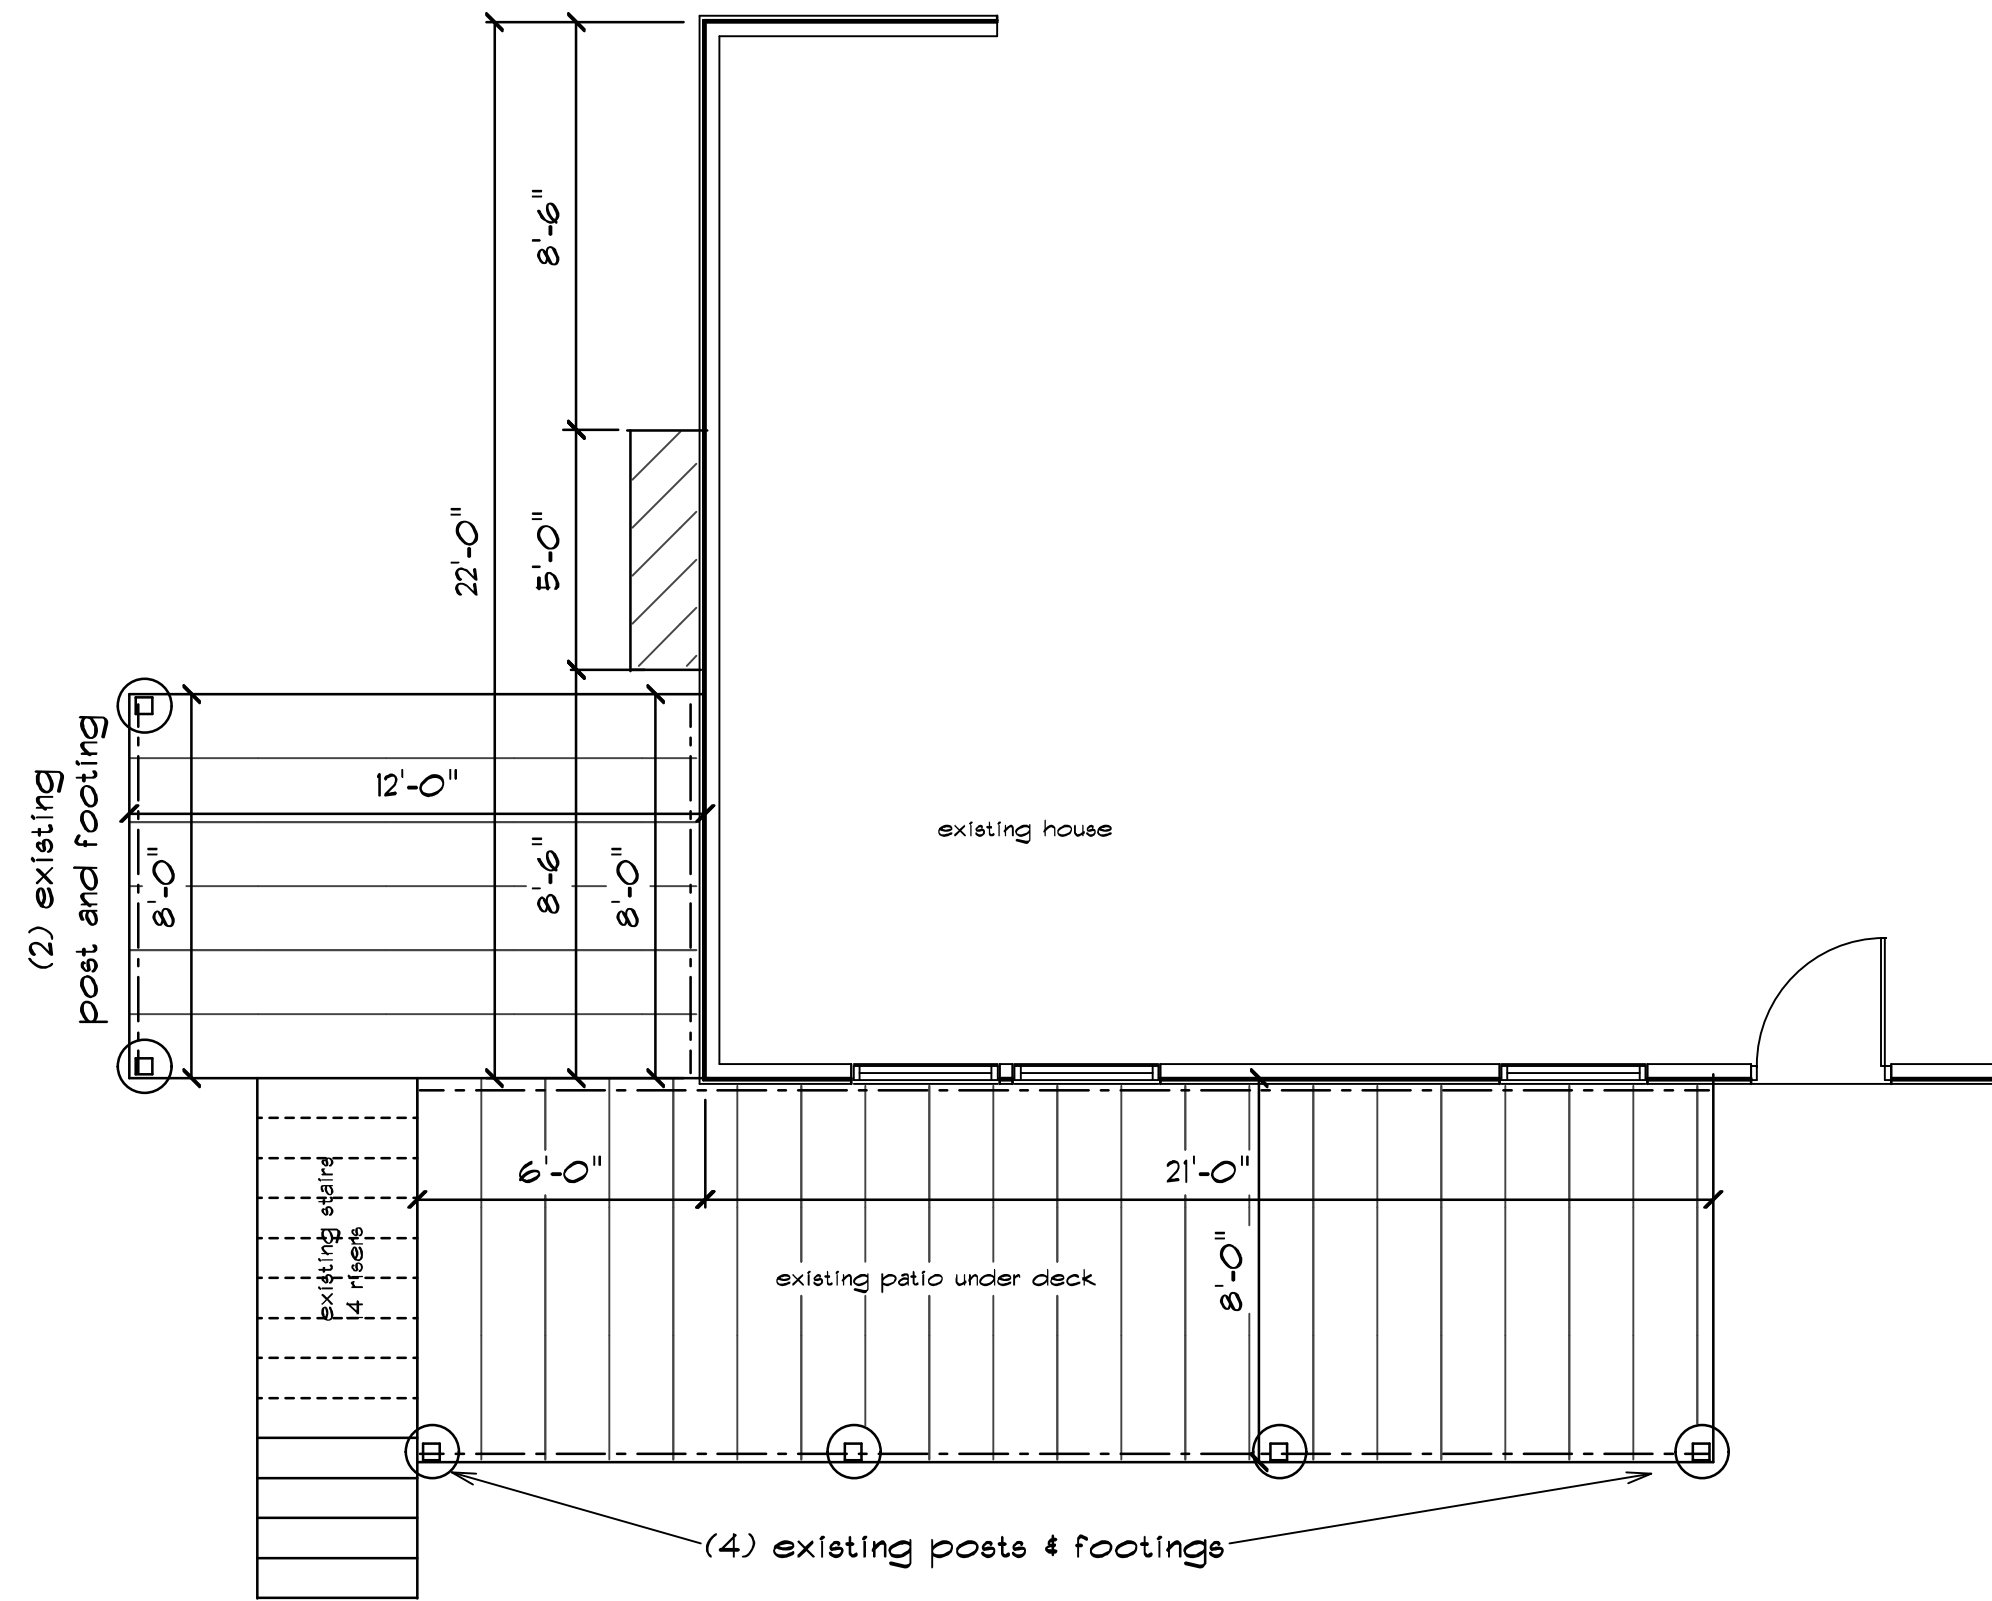 8'-6"
22'-0"
5'-0"
(2) existing
post and footing
12'-0"
8'-0"
8'-6"
8'-0"
existing house
6'-0"
21'-0"
existing stairs
14 risers
existing patio under deck
8'-0"
(4) existing posts & footings